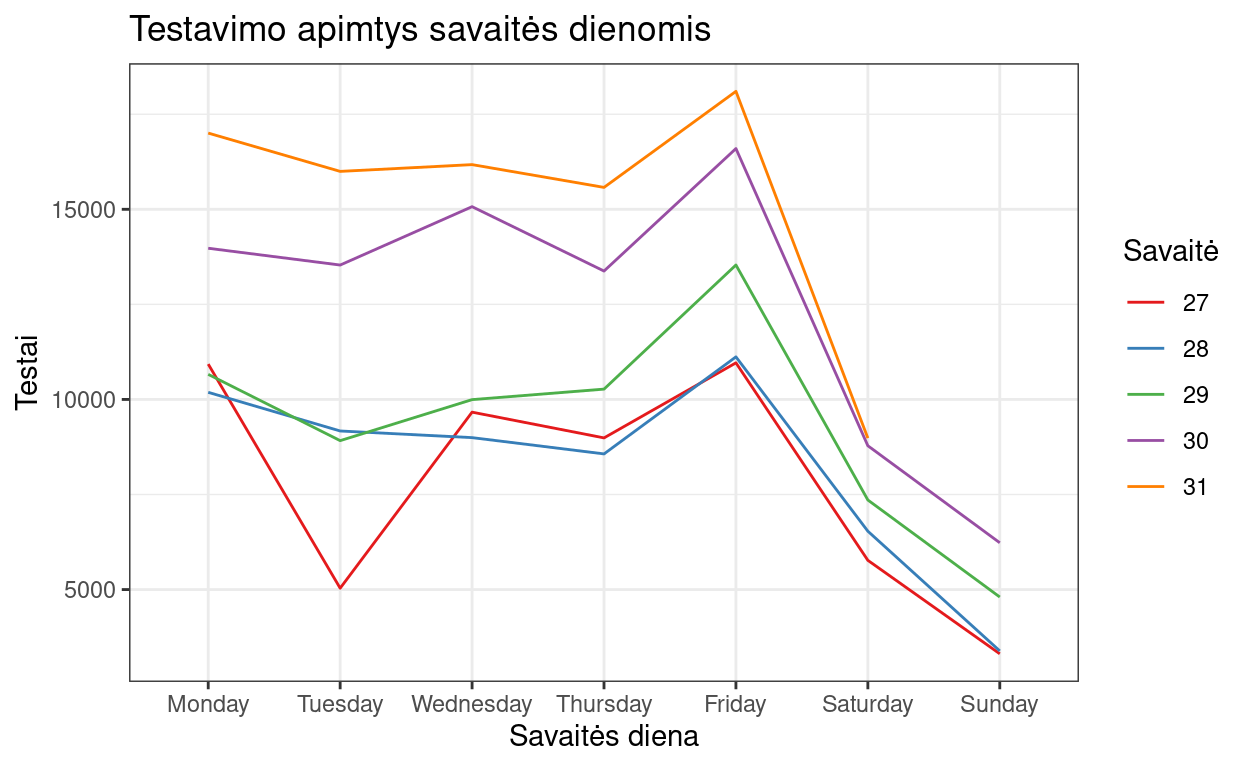 Testavimo apimtys savaitės dienomis
Testai
15000
10000
5000
Monday Tuesday Wednesday Thursday Friday Saturday Sunday
Savaitės diena
Savaitė
27
28
29
30
31